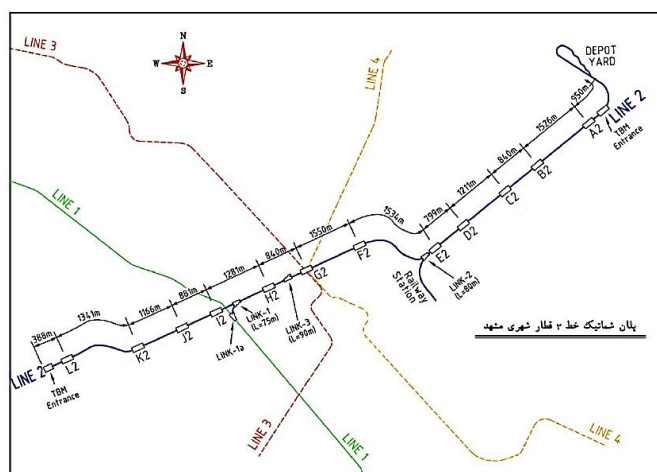 LINE 3
N
W
E
S
LINE 4
DEPOT
YARD
950m
LINE 2
TBM
Entrance
A2
1526m
840m
B2
1211m
C2
799m
D2
1534m
E2
LINK-2
(L=80m)
Railway
Station
1550m
F2
840m
G2
1281m
H2
LINK-3
(L=90m)
LINE 1
881m
I2
LINK-1
(L=75m)
LINK-1a
1166m
J2
1341m
K2
388m
L2
LINE 2
TBM
Entrance
پلان شماتیک خط ۲ قطار شهری مشهد
LINE 3
LINE 1
LINE 4